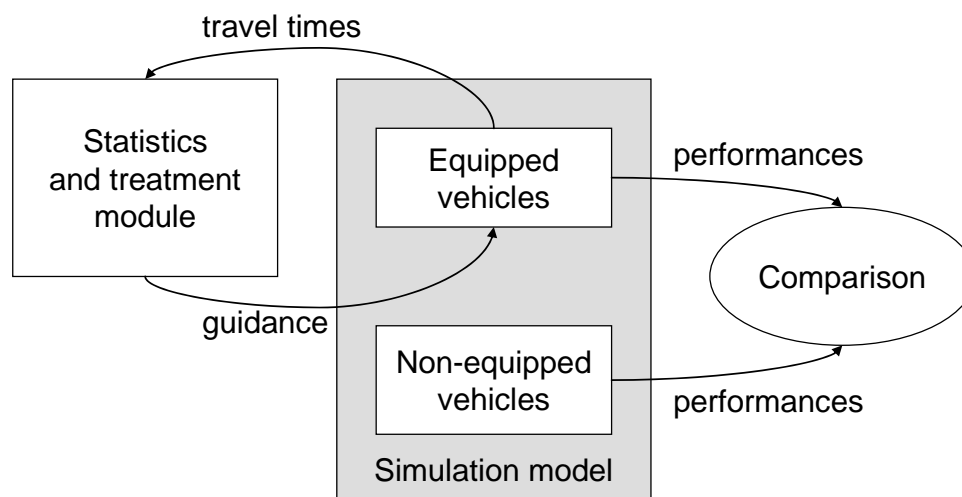 travel times
Statistics
and treatment
module
Equipped
vehicles
performances
Comparison
guidance
Non-equipped
vehicles
performances
Simulation model